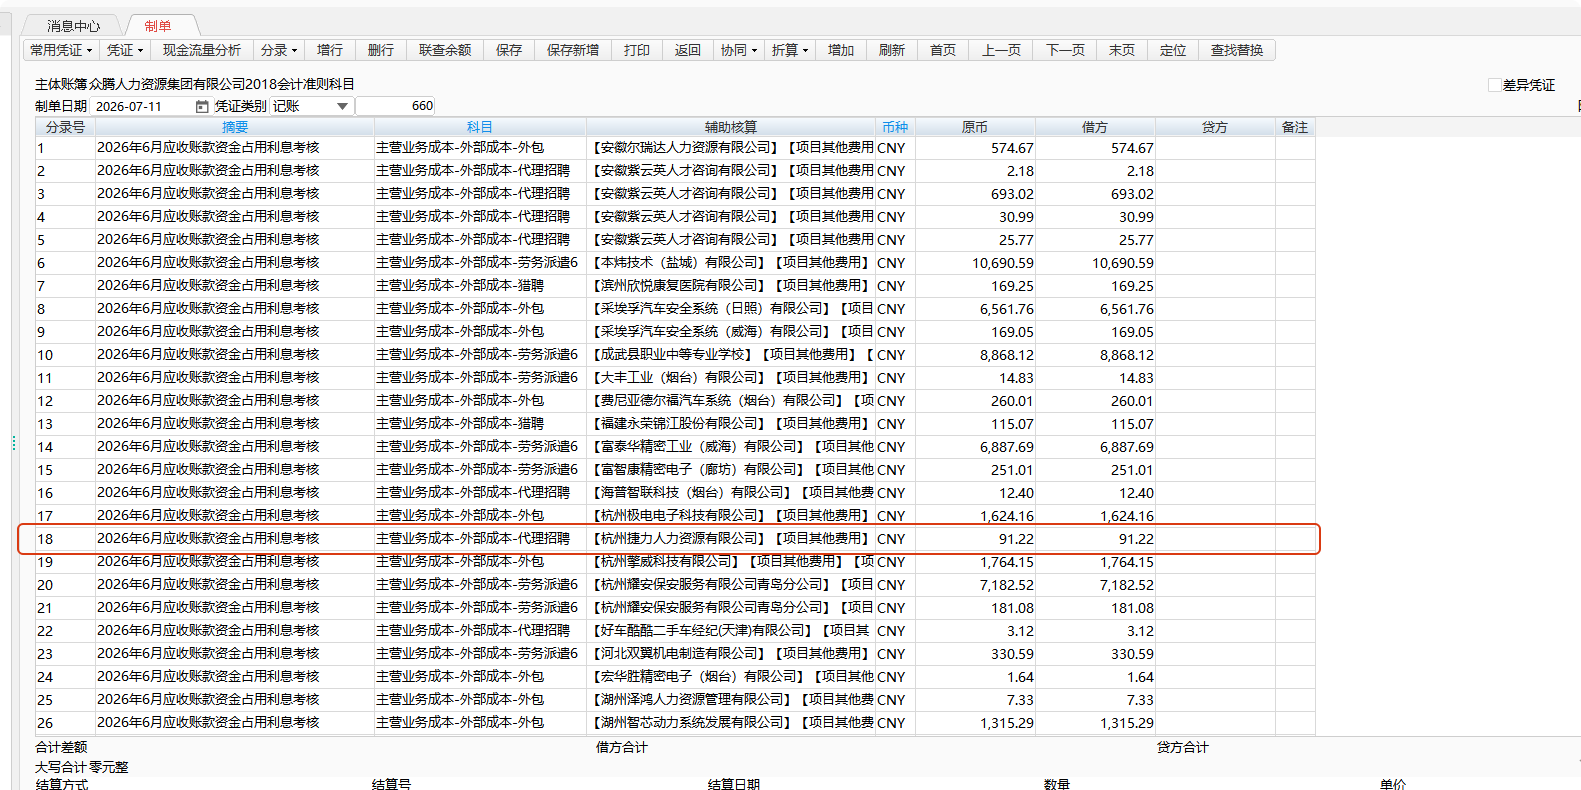 消息中心 制单
常用凭证 凭证 现金流量分析 分录 增行 删行 联查余额 保存 保存新增 打印 返回 协同 折算 增加 刷新 首页 上一页 下一页 末页 定位 查找替换
主体账簿 众腾人力资源集团有限公司2018会计准则科目 差异凭证
制单日期 2026-07-11 凭证类别 记账 660
分录号 摘要 科目 辅助核算 币种 原币 借方 贷方 备注
1 2026年6月应收账款资金占用利息考核 主营业务成本-外部成本-外包 【安徽尔瑞达人力资源有限公司】【项目其他费用 CNY 574.67 574.67
2 2026年6月应收账款资金占用利息考核 主营业务成本-外部成本-代理招聘 【安徽紫云英人才咨询有限公司】【项目其他费用 CNY 2.18 2.18
3 2026年6月应收账款资金占用利息考核 主营业务成本-外部成本-代理招聘 【安徽紫云英人才咨询有限公司】【项目其他费用 CNY 693.02 693.02
4 2026年6月应收账款资金占用利息考核 主营业务成本-外部成本-代理招聘 【安徽紫云英人才咨询有限公司】【项目其他费用 CNY 30.99 30.99
5 2026年6月应收账款资金占用利息考核 主营业务成本-外部成本-代理招聘 【安徽紫云英人才咨询有限公司】【项目其他费用 CNY 25.77 25.77
6 2026年6月应收账款资金占用利息考核 主营业务成本-外部成本-劳务派遣6 【本炜技术（盐城）有限公司】【项目其他费用】 CNY 10,690.59 10,690.59
7 2026年6月应收账款资金占用利息考核 主营业务成本-外部成本-猎聘 【滨州欣悦康复医院有限公司】【项目其他费用】 CNY 169.25 169.25
8 2026年6月应收账款资金占用利息考核 主营业务成本-外部成本-外包 【采埃孚汽车安全系统（日照）有限公司】【项目 CNY 6,561.76 6,561.76
9 2026年6月应收账款资金占用利息考核 主营业务成本-外部成本-外包 【采埃孚汽车安全系统（威海）有限公司】【项目 CNY 169.05 169.05
10 2026年6月应收账款资金占用利息考核 主营业务成本-外部成本-劳务派遣6 【成武县职业中等专业学校】【项目其他费用】【 CNY 8,868.12 8,868.12
11 2026年6月应收账款资金占用利息考核 主营业务成本-外部成本-劳务派遣6 【大丰工业（烟台）有限公司】【项目其他费用】 CNY 14.83 14.83
12 2026年6月应收账款资金占用利息考核 主营业务成本-外部成本-外包 【费尼亚德尔福汽车系统（烟台）有限公司】【项 CNY 260.01 260.01
13 2026年6月应收账款资金占用利息考核 主营业务成本-外部成本-猎聘 【福建永荣锦江股份有限公司】【项目其他费用】 CNY 115.07 115.07
14 2026年6月应收账款资金占用利息考核 主营业务成本-外部成本-劳务派遣6 【富泰华精密工业（威海）有限公司】【项目其他 CNY 6,887.69 6,887.69
15 2026年6月应收账款资金占用利息考核 主营业务成本-外部成本-劳务派遣6 【富智康精密电子（廊坊）有限公司】【项目其他 CNY 251.01 251.01
16 2026年6月应收账款资金占用利息考核 主营业务成本-外部成本-代理招聘 【海普智联科技（烟台）有限公司】【项目其他费 CNY 12.40 12.40
17 2026年6月应收账款资金占用利息考核 主营业务成本-外部成本-外包 【杭州极电电子科技有限公司】【项目其他费用】 CNY 1,624.16 1,624.16
18 2026年6月应收账款资金占用利息考核 主营业务成本-外部成本-代理招聘 【杭州捷力人力资源有限公司】【项目其他费用】 CNY 91.22 91.22
19 2026年6月应收账款资金占用利息考核 主营业务成本-外部成本-外包 【杭州擎威科技有限公司】【项目其他费用】【项 CNY 1,764.15 1,764.15
20 2026年6月应收账款资金占用利息考核 主营业务成本-外部成本-劳务派遣6 【杭州耀安保安服务有限公司青岛分公司】【项目 CNY 7,182.52 7,182.52
21 2026年6月应收账款资金占用利息考核 主营业务成本-外部成本-劳务派遣6 【杭州耀安保安服务有限公司青岛分公司】【项目 CNY 181.08 181.08
22 2026年6月应收账款资金占用利息考核 主营业务成本-外部成本-代理招聘 【好车酷酷二手车经纪(天津)有限公司】【项目其 CNY 3.12 3.12
23 2026年6月应收账款资金占用利息考核 主营业务成本-外部成本-劳务派遣6 【河北双翼机电制造有限公司】【项目其他费用】 CNY 330.59 330.59
24 2026年6月应收账款资金占用利息考核 主营业务成本-外部成本-外包 【宏华胜精密电子（烟台）有限公司】【项目其他 CNY 1.64 1.64
25 2026年6月应收账款资金占用利息考核 主营业务成本-外部成本-外包 【湖州泽鸿人力资源管理有限公司】【项目其他费 CNY 7.33 7.33
26 2026年6月应收账款资金占用利息考核 主营业务成本-外部成本-外包 【湖州智芯动力系统发展有限公司】【项目其他费 CNY 1,315.29 1,315.29
合计差额 借方合计 贷方合计
大写合计 零元整
结算方式 结算号 结算日期 数量 单价